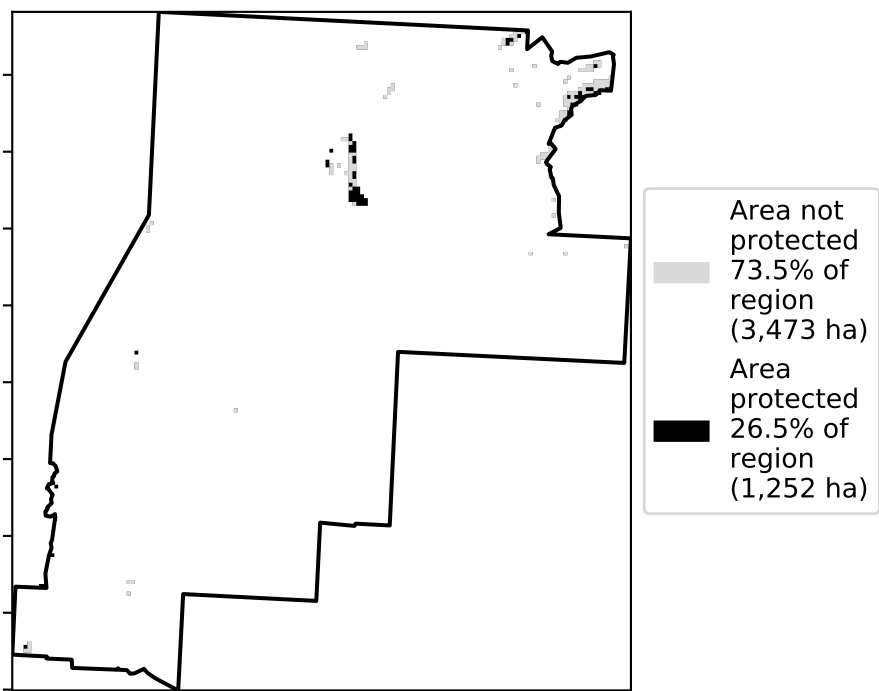 Area not
protected
73.5% of
region
(3,473 ha)
Area
protected
26.5% of
region
(1,252 ha)